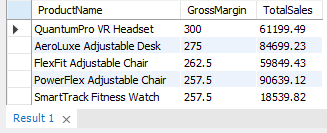 ProductName GrossMargin TotalSales
QuantumPro VR Headset 300 61199.49
AeroLuxe Adjustable Desk 275 84699.23
FlexFit Adjustable Chair 262.5 59849.43
PowerFlex Adjustable Chair 257.5 90639.12
SmartTrack Fitness Watch 257.5 18539.82
Result 1